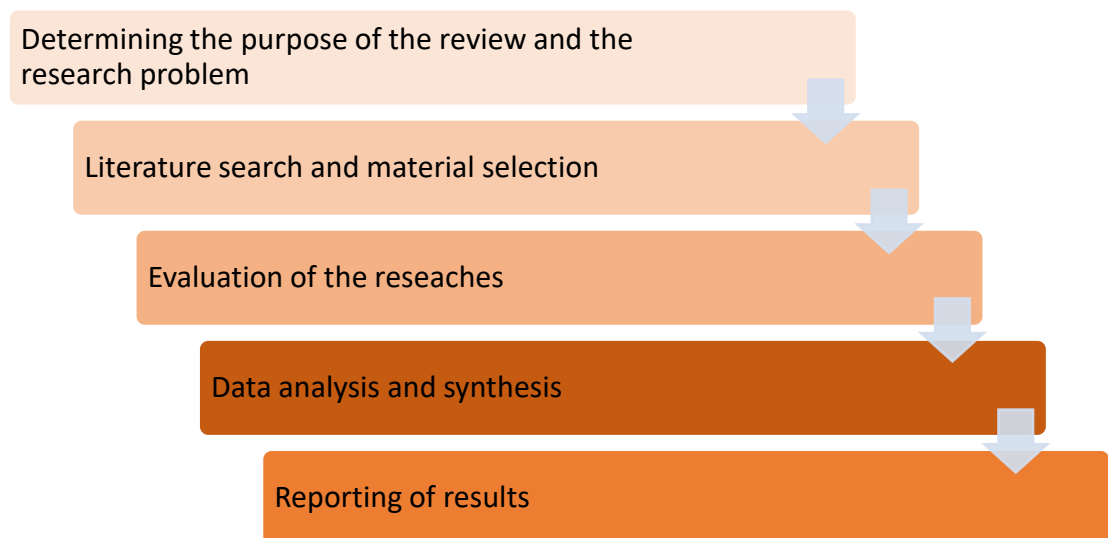 Determining the purpose of the review and the
research problem
Literature search and material selection
Evaluation of the reseaches
Data analysis and synthesis
Reporting of results